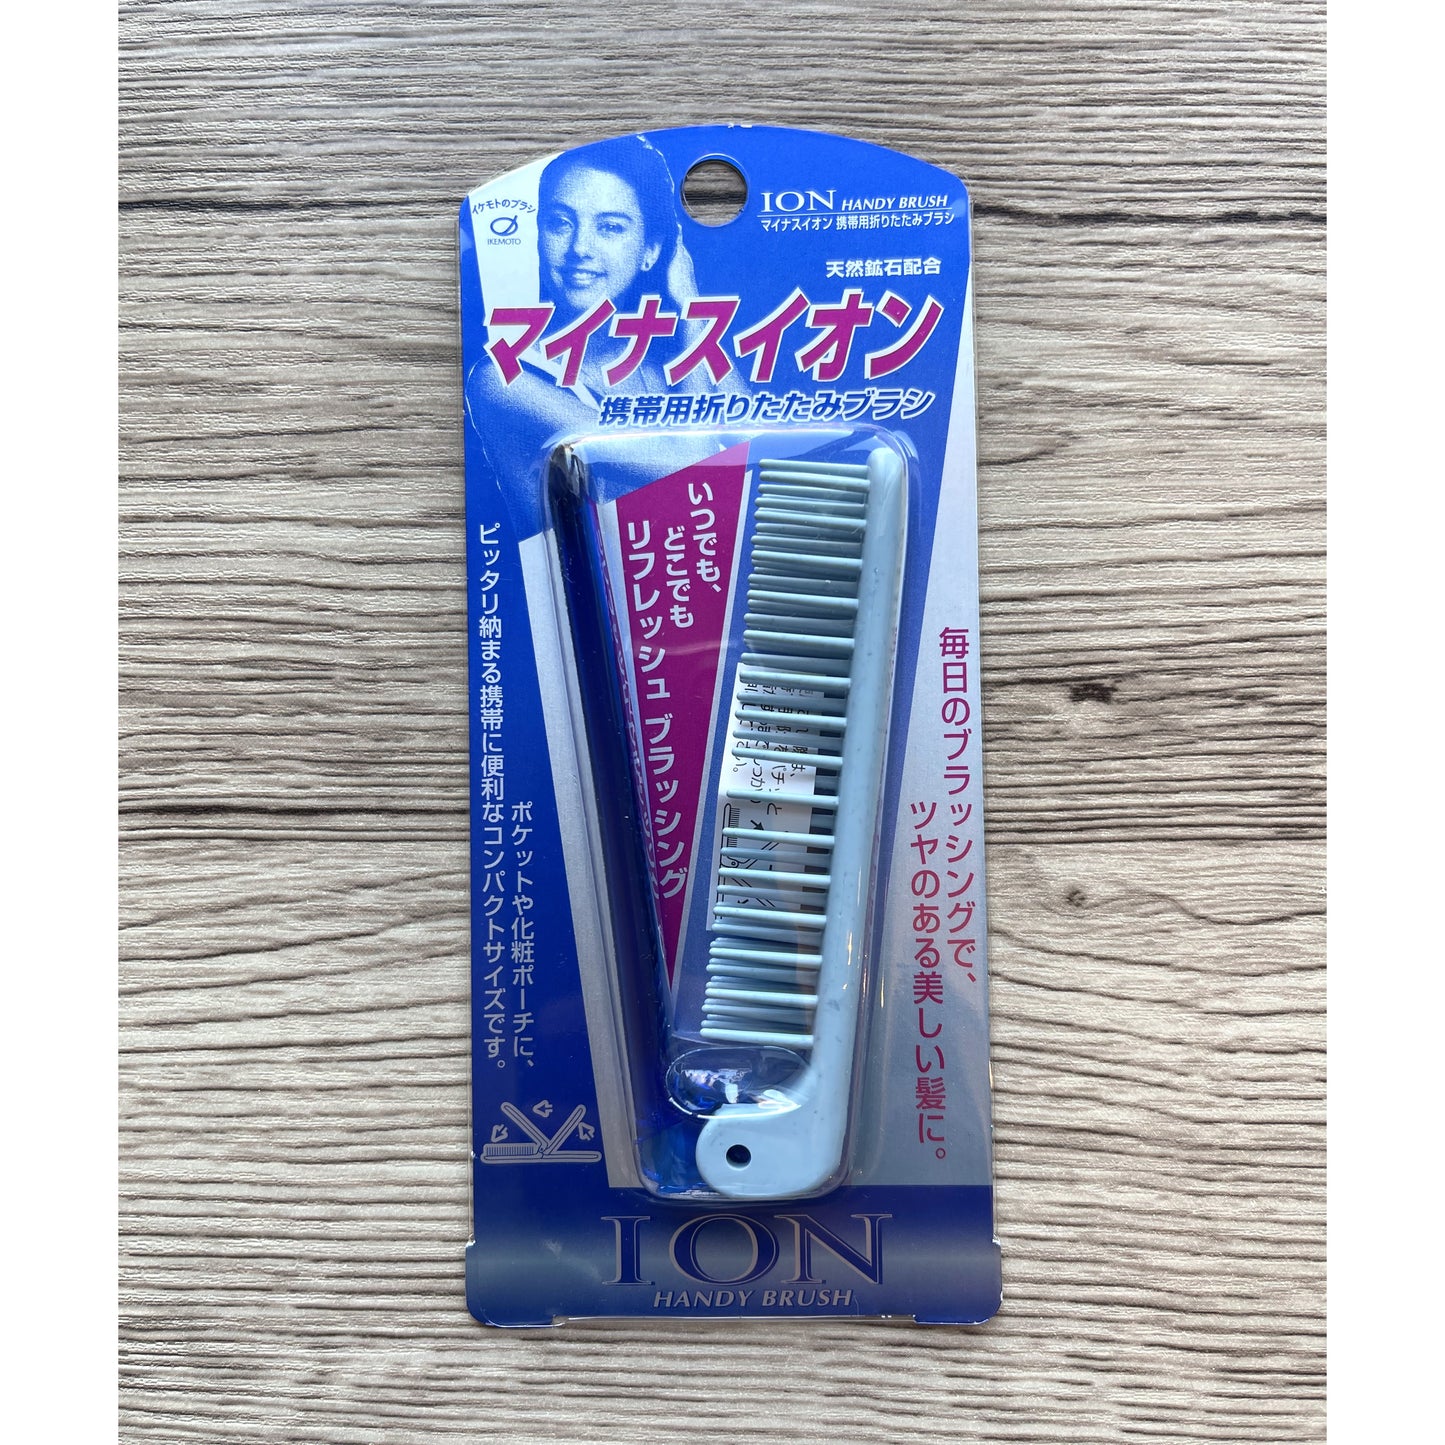 イケモトのブラシ
IKEMOTO
ION HANDY BRUSH
マイナスイオン 携帯用折りたたみブラシ
天然鉱石配合
マイナスイオン
携帯用折りたたみブラシ
いつでも、
どこでも
リフレッシュ ブラッシング
毎日のブラッシングで、
ツヤのある美しい髪に。
ポケットや化粧ポーチに、
ピッタリ納まる携帯に便利なコンパクトサイズです。
ION
HANDY BRUSH